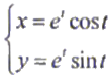 x = e^t cos t
y = e^t sin t